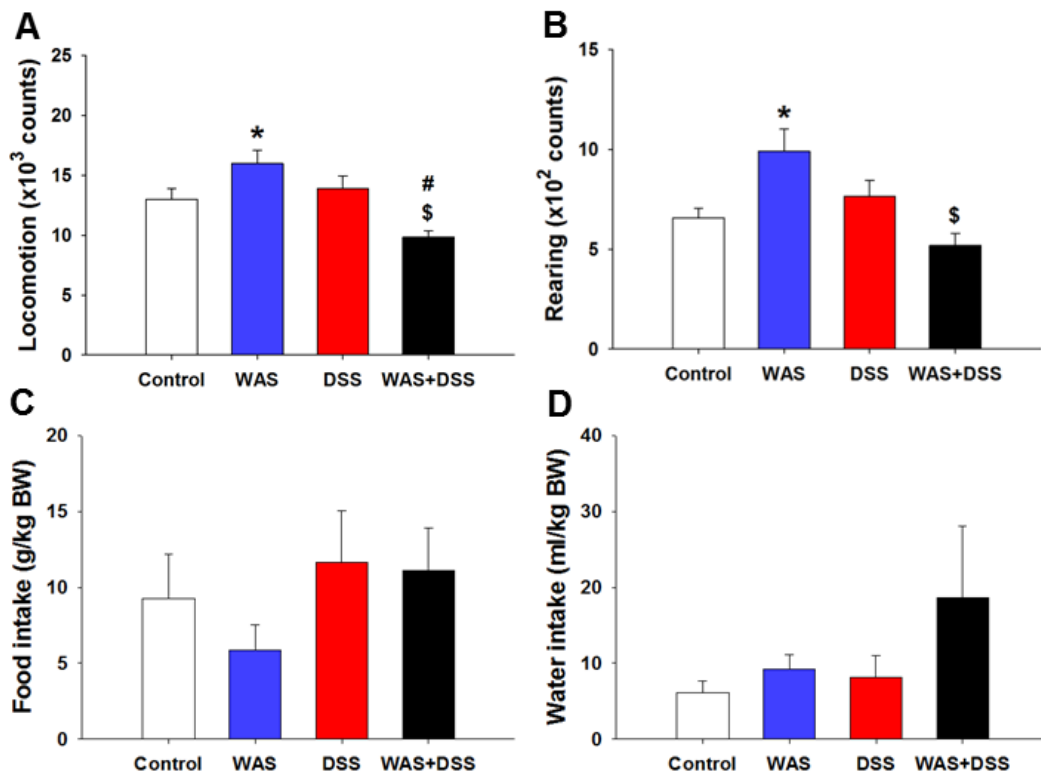 A
Locomotion (x10³ counts)
25
20
15
10
5
0
*
#
$
Control WAS DSS WAS+DSS
B
Rearing (x10² counts)
15
10
5
0
*
$
Control WAS DSS WAS+DSS
C
Food intake (g/kg BW)
20
15
10
5
0
Control WAS DSS WAS+DSS
D
Water intake (ml/kg BW)
40
30
20
10
0
Control WAS DSS WAS+DSS